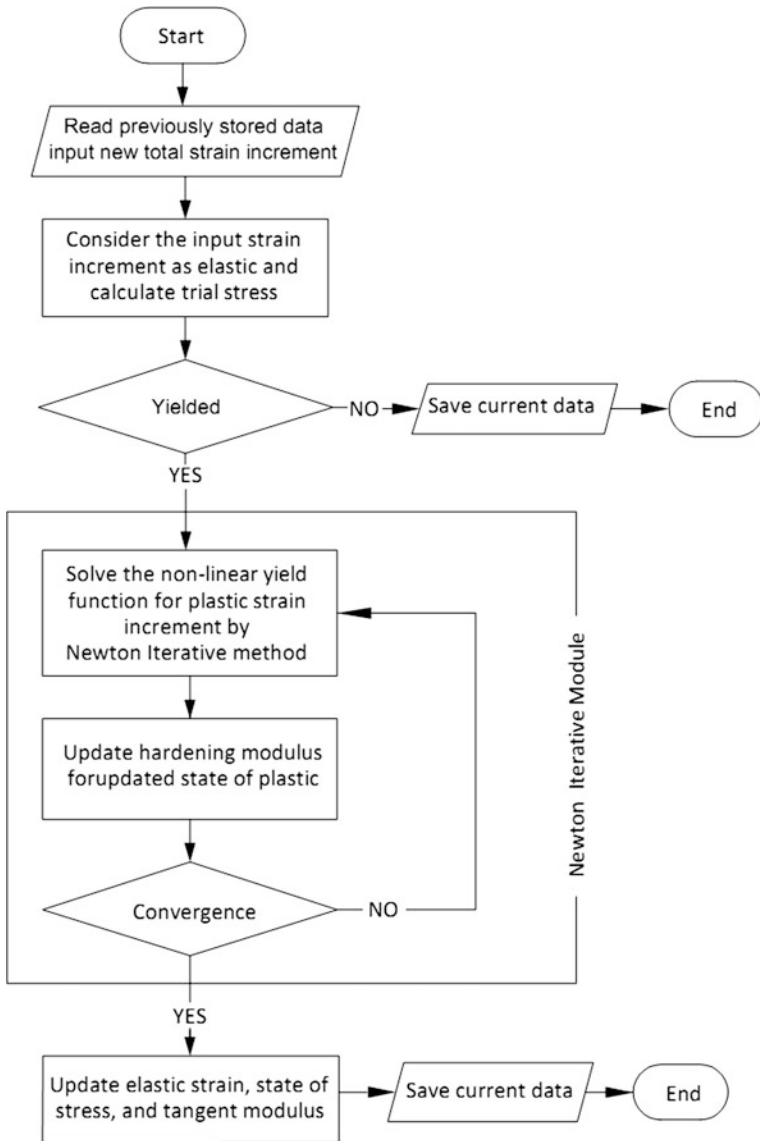 Start
Read previously stored data
input new total strain increment
Consider the input strain
increment as elastic and
calculate trial stress
Yielded
NO
Save current data
End
YES
Solve the non-linear yield
function for plastic strain
increment by
Newton Iterative method
Update hardening modulus
forupdated state of plastic
Convergence
NO
Newton Iterative Module
YES
Update elastic strain, state of
stress, and tangent modulus
Save current data
End